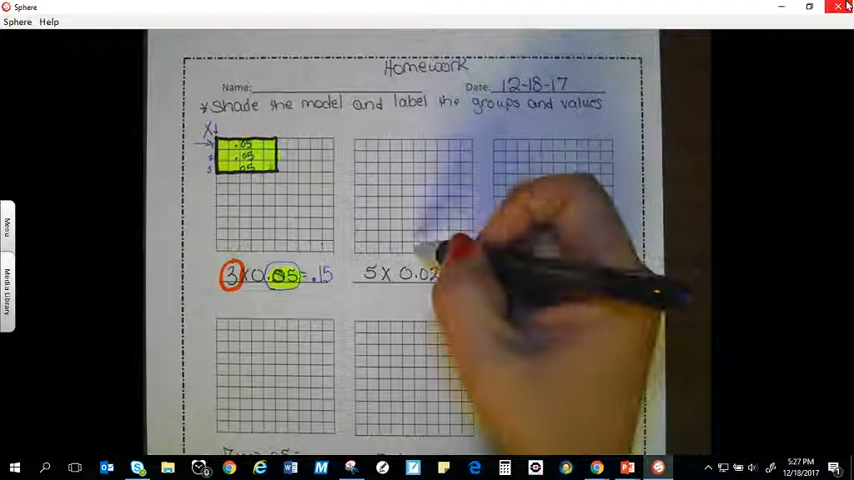 Sphere
Sphere Help
Homework
Name: Date: 12-18-17
*Shade the model and label the groups and values
X
.05
.05
.05
3 X 0.05 = .15
5 X 0.02
Menu
Media Library
5:27 PM
12/18/2017